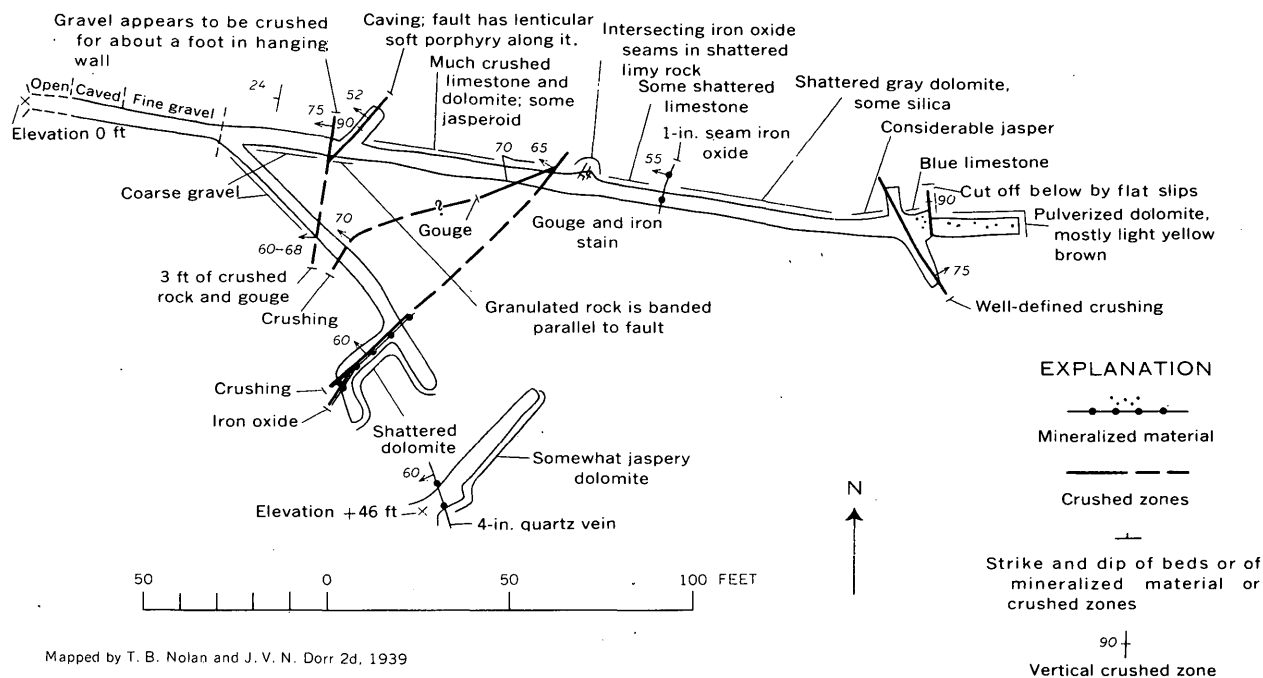 Gravel appears to be crushed
for about a foot in hanging
wall
Caving; fault has lenticular
soft porphyry along it.
Much crushed
limestone and
dolomite; some
jasperoid
Intersecting iron oxide
seams in shattered
limy rock
Some shattered
limestone
1-in. seam iron
oxide
Shattered gray dolomite,
some silica
Considerable jasper
Blue limestone
Cut off below by flat slips
90
Pulverized dolomite,
mostly light yellow
brown
Open
Caved
Fine gravel
24
75
52
90
70
65
55
Elevation 0 ft
Coarse gravel
70
?
Gouge
Gouge and iron
stain
60–68
3 ft of crushed
rock and gouge
Crushing
75
Well-defined crushing
Granulated rock is banded
parallel to fault
60
Crushing
Iron oxide
Shattered
dolomite
60
Somewhat jaspery
dolomite
Elevation +46 ft
4-in. quartz vein
N
EXPLANATION
Mineralized material
Crushed zones
Strike and dip of beds or of
mineralized material or
crushed zones
90
Vertical crushed zone
50 0 50 100 FEET
Mapped by T. B. Nolan and J. V. N. Dorr 2d, 1939